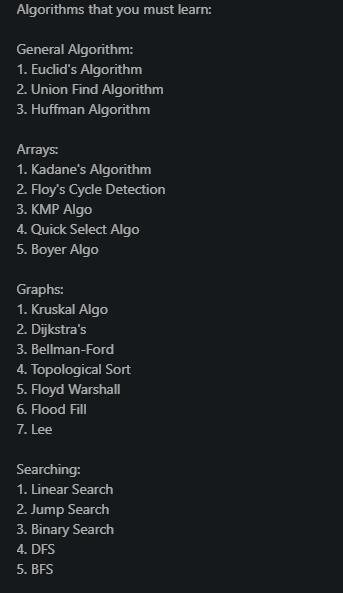 Algorithms that you must learn:
General Algorithm:
1. Euclid's Algorithm
2. Union Find Algorithm
3. Huffman Algorithm
Arrays:
1. Kadane's Algorithm
2. Floy's Cycle Detection
3. KMP Algo
4. Quick Select Algo
5. Boyer Algo
Graphs:
1. Kruskal Algo
2. Dijkstra's
3. Bellman-Ford
4. Topological Sort
5. Floyd Warshall
6. Flood Fill
7. Lee
Searching:
1. Linear Search
2. Jump Search
3. Binary Search
4. DFS
5. BFS